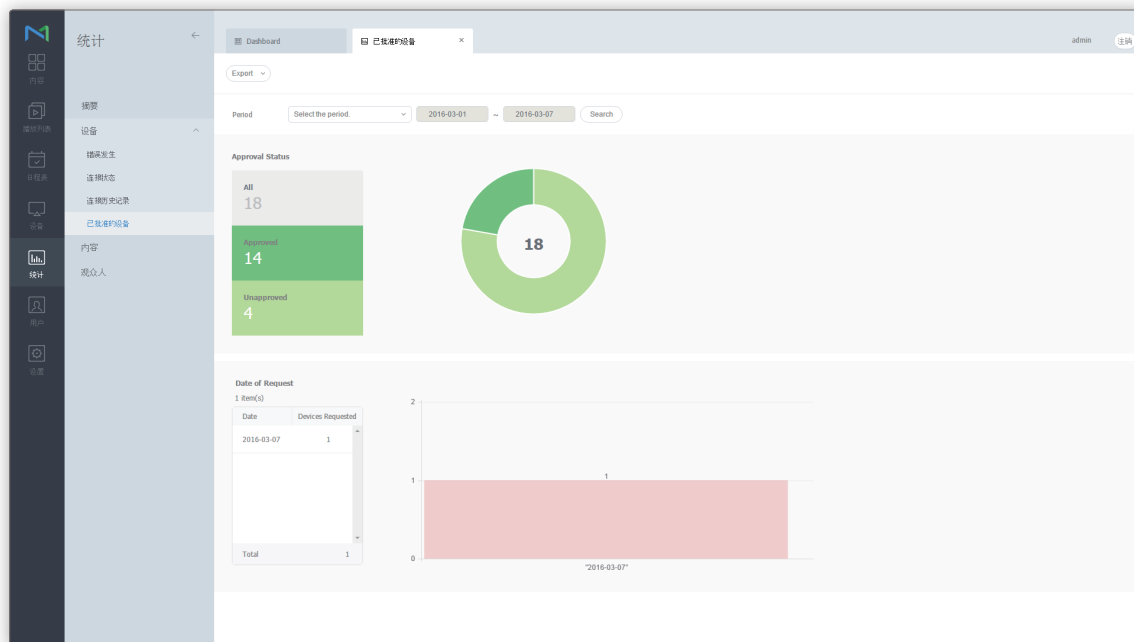 统计
←
Dashboard
已批准的设备
×
admin
注销
内容
播放列表
日程表
设备
统计
用户
设置
摘要
设备
错误发生
连接状态
连接历史记录
已批准的设备
内容
观众人
Export
Period
Select the period.
2016-03-01
~
2016-03-07
Search
Approval Status
All
18
Approved
14
Unapproved
4
18
Date of Request
1 item(s)
Date Devices Requested
2016-03-07 1
Total 1
2
1
0
1
"2016-03-07"